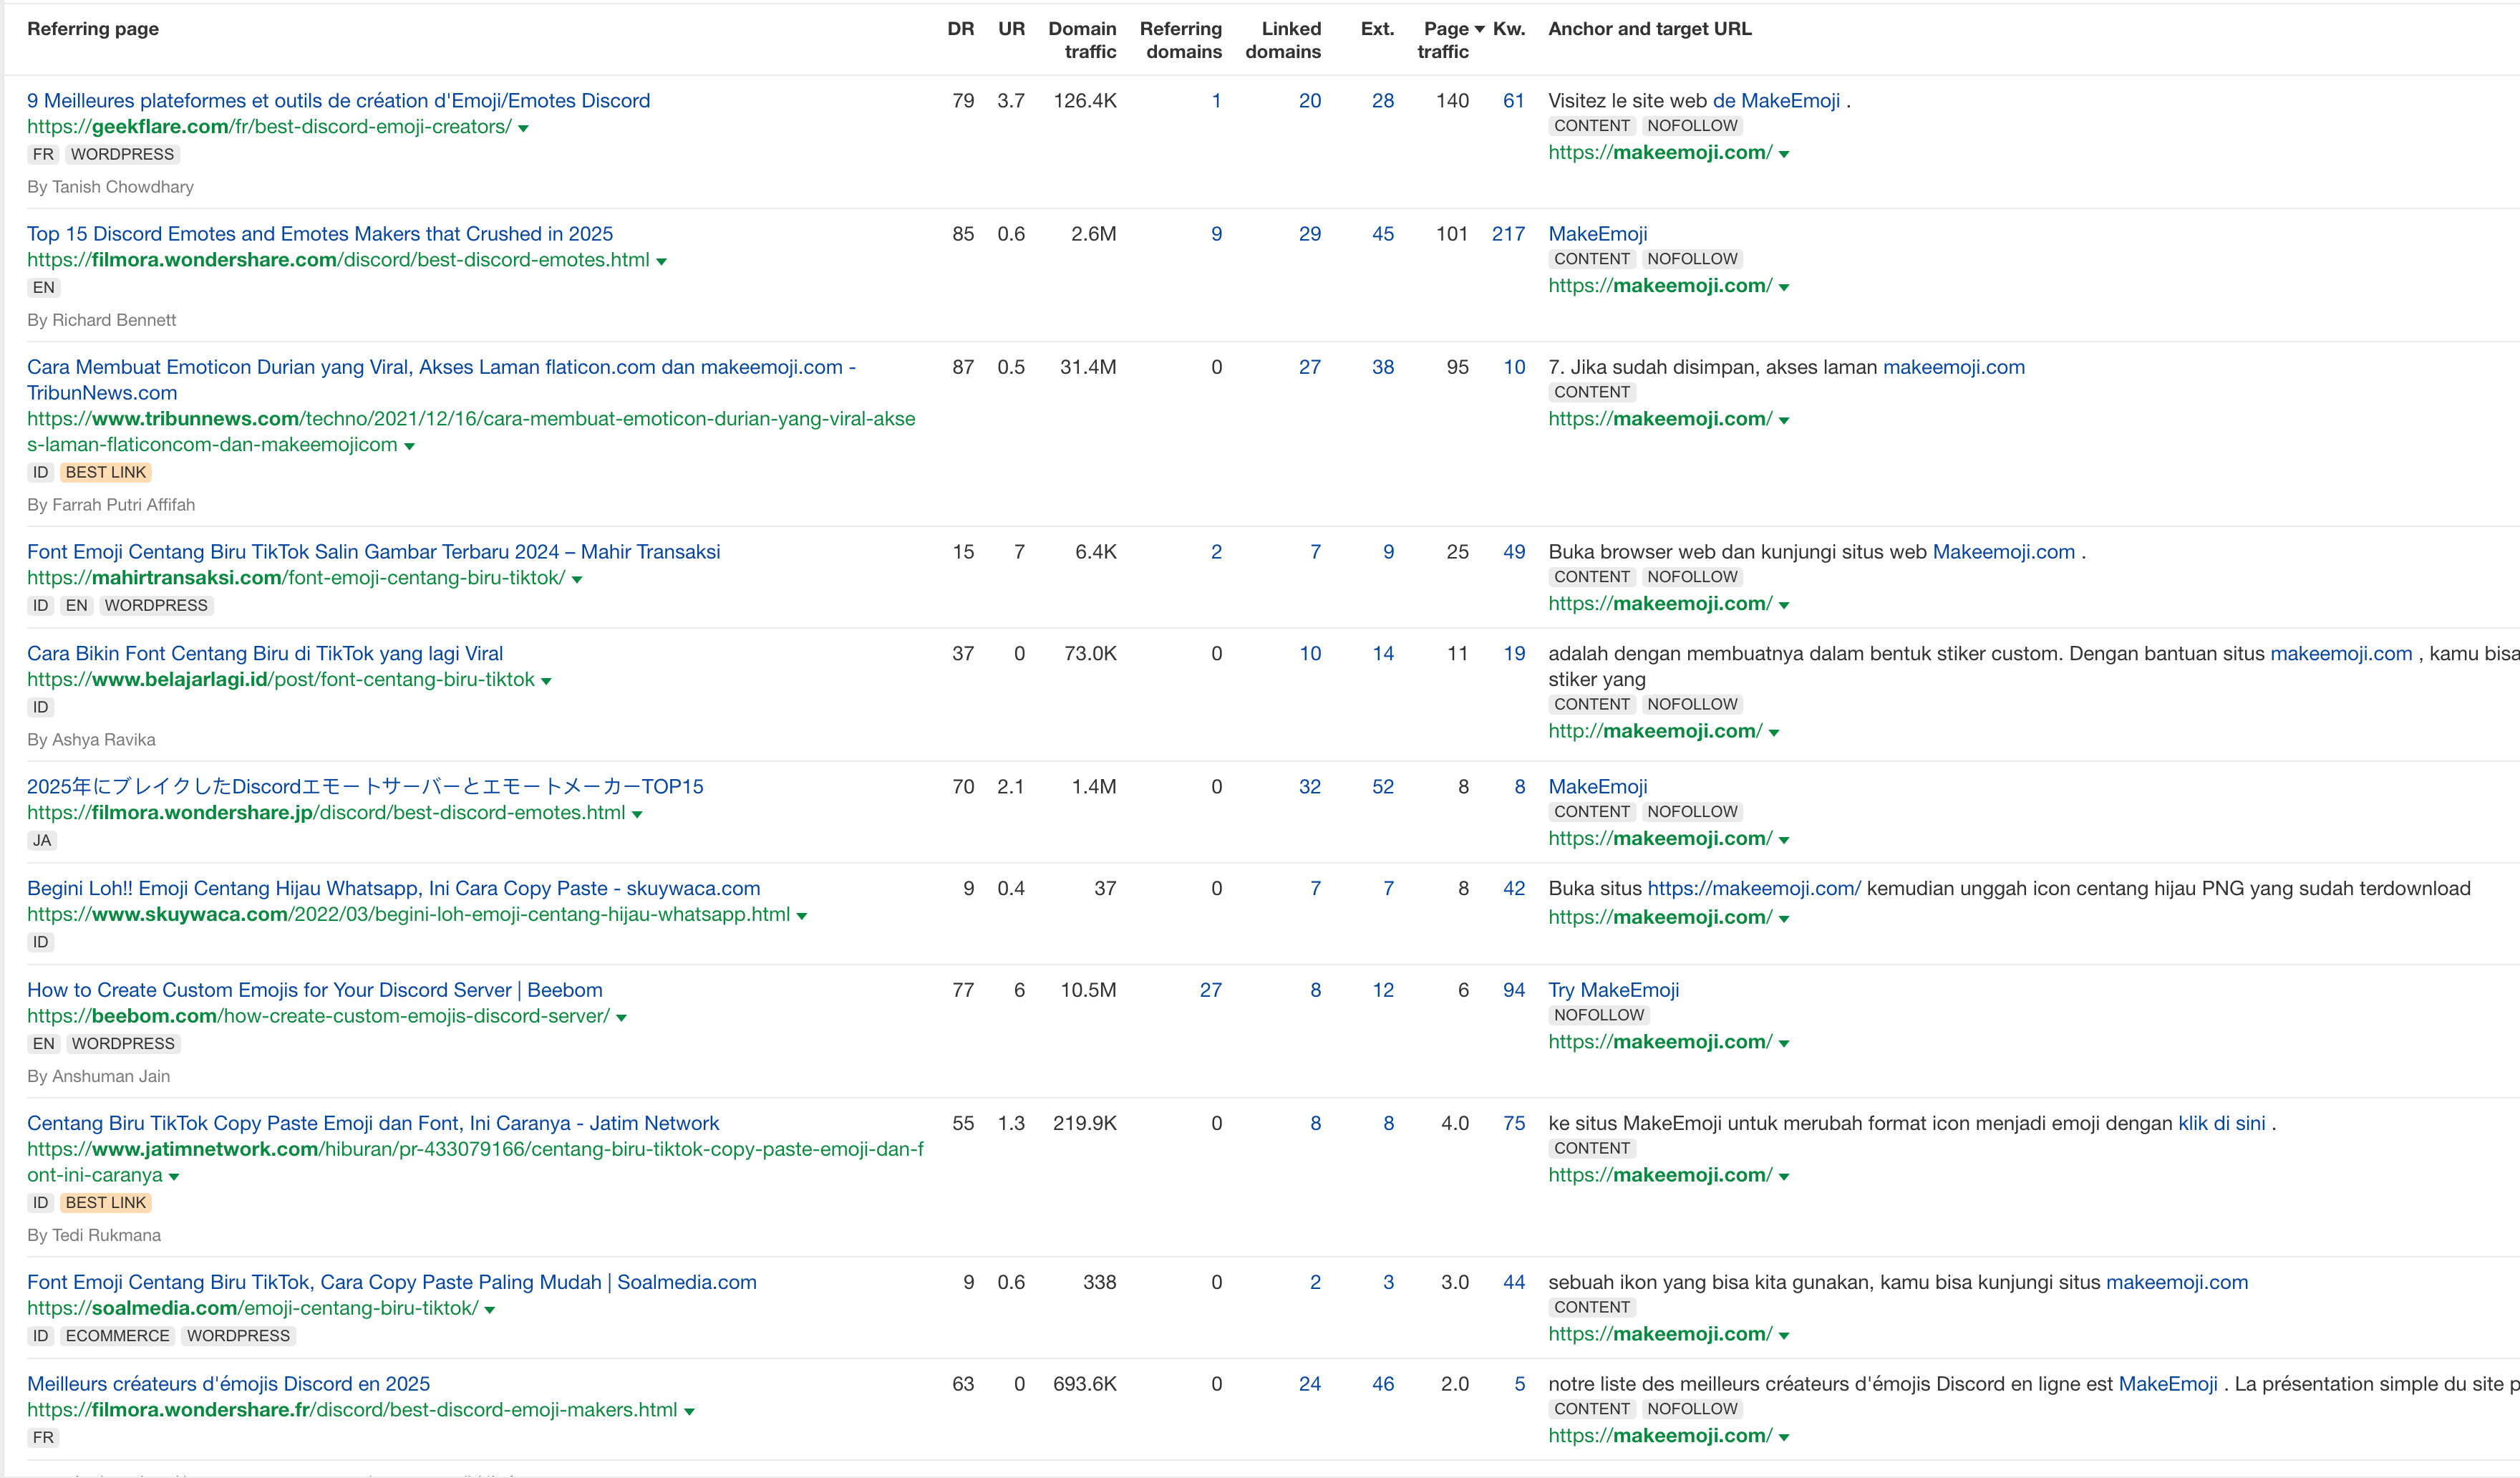 Referring page DR UR Domain traffic Referring domains Linked domains Ext. Page traffic Kw. Anchor and target URL
9 Meilleures plateformes et outils de création d'Emoji/Emotes Discord 79 3.7 126.4K 1 20 28 140 61 Visitez le site web de MakeEmoji .
https://geekflare.com/fr/best-discord-emoji-creators/ CONTENT NOFOLLOW
FR WORDPRESS https://makeemoji.com/
By Tanish Chowdhary
Top 15 Discord Emotes and Emotes Makers that Crushed in 2025 85 0.6 2.6M 9 29 45 101 217 MakeEmoji
https://filmora.wondershare.com/discord/best-discord-emotes.html CONTENT NOFOLLOW
EN https://makeemoji.com/
By Richard Bennett
Cara Membuat Emoticon Durian yang Viral, Akses Laman flaticon.com dan makeemoji.com - 87 0.5 31.4M 0 27 38 95 10 7. Jika sudah disimpan, akses laman makeemoji.com
TribunNews.com CONTENT
https://www.tribunnews.com/techno/2021/12/16/cara-membuat-emoticon-durian-yang-viral-akse https://makeemoji.com/
s-laman-flaticoncom-dan-makeemojicom
ID BEST LINK
By Farrah Putri Affifah
Font Emoji Centang Biru TikTok Salin Gambar Terbaru 2024 – Mahir Transaksi 15 7 6.4K 2 7 9 25 49 Buka browser web dan kunjungi situs web Makeemoji.com .
https://mahirtransaksi.com/font-emoji-centang-biru-tiktok/ CONTENT NOFOLLOW
ID EN WORDPRESS https://makeemoji.com/
Cara Bikin Font Centang Biru di TikTok yang lagi Viral 37 0 73.0K 0 10 14 11 19 adalah dengan membuatnya dalam bentuk stiker custom. Dengan bantuan situs makeemoji.com , kamu bisa
https://www.belajarlagi.id/post/font-centang-biru-tiktok stiker yang
ID CONTENT NOFOLLOW
By Ashya Ravika http://makeemoji.com/
2025年にブレイクしたDiscordエモートサーバーとエモートメーカーTOP15 70 2.1 1.4M 0 32 52 8 8 MakeEmoji
https://filmora.wondershare.jp/discord/best-discord-emotes.html CONTENT NOFOLLOW
JA https://makeemoji.com/
Begini Loh!! Emoji Centang Hijau Whatsapp, Ini Cara Copy Paste - skuywaca.com 9 0.4 37 0 7 7 8 42 Buka situs https://makeemoji.com/ kemudian unggah icon centang hijau PNG yang sudah terdownload
https://www.skuywaca.com/2022/03/begini-loh-emoji-centang-hijau-whatsapp.html https://makeemoji.com/
ID
How to Create Custom Emojis for Your Discord Server | Beebom 77 6 10.5M 27 8 12 6 94 Try MakeEmoji
https://beebom.com/how-create-custom-emojis-discord-server/ NOFOLLOW
EN WORDPRESS https://makeemoji.com/
By Anshuman Jain
Centang Biru TikTok Copy Paste Emoji dan Font, Ini Caranya - Jatim Network 55 1.3 219.9K 0 8 8 4.0 75 ke situs MakeEmoji untuk merubah format icon menjadi emoji dengan klik di sini .
https://www.jatimnetwork.com/hiburan/pr-433079166/centang-biru-tiktok-copy-paste-emoji-dan-f CONTENT
ont-ini-caranya https://makeemoji.com/
ID BEST LINK
By Tedi Rukmana
Font Emoji Centang Biru TikTok, Cara Copy Paste Paling Mudah | Soalmedia.com 9 0.6 338 0 2 3 3.0 44 sebuah ikon yang bisa kita gunakan, kamu bisa kunjungi situs makeemoji.com
https://soalmedia.com/emoji-centang-biru-tiktok/ CONTENT
ID ECOMMERCE WORDPRESS https://makeemoji.com/
Meilleurs créateurs d'émojis Discord en 2025 63 0 693.6K 0 24 46 2.0 5 notre liste des meilleurs créateurs d'émojis Discord en ligne est MakeEmoji . La présentation simple du site
https://filmora.wondershare.fr/discord/best-discord-emoji-makers.html CONTENT NOFOLLOW
FR https://makeemoji.com/